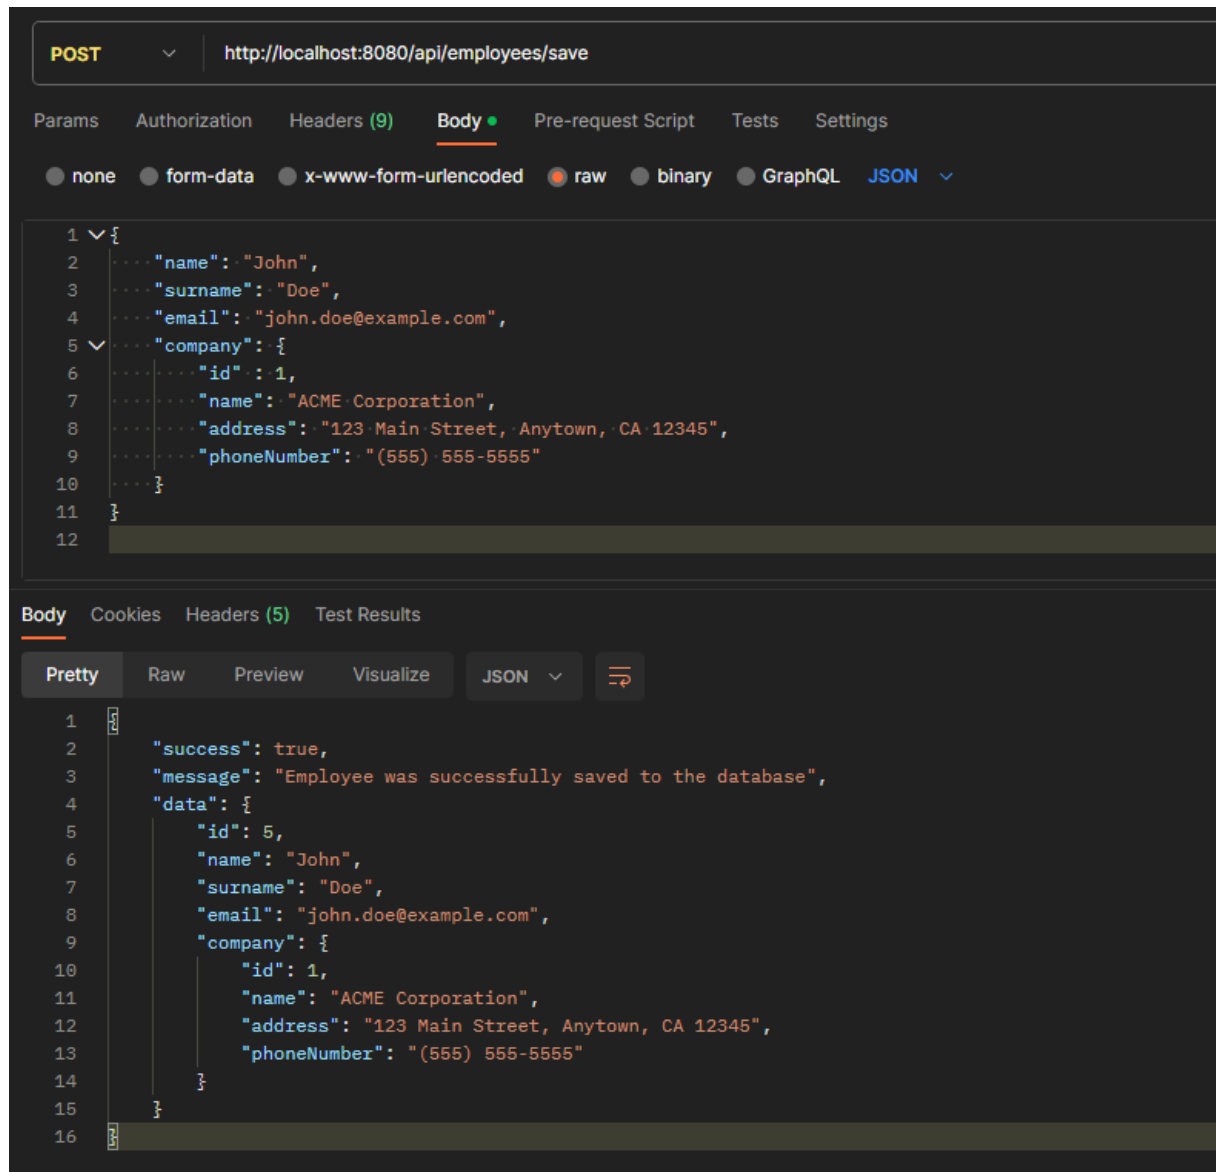 POST http://localhost:8080/api/employees/save
Params Authorization Headers (9) Body Pre-request Script Tests Settings
none form-data x-www-form-urlencoded raw binary GraphQL JSON
1 {
2 "name": "John",
3 "surname": "Doe",
4 "email": "john.doe@example.com",
5 "company": {
6 "id" : 1,
7 "name": "ACME Corporation",
8 "address": "123 Main Street, Anytown, CA 12345",
9 "phoneNumber": "(555) 555-5555"
10 }
11 }
12
Body Cookies Headers (5) Test Results
Pretty Raw Preview Visualize JSON
1 {
2 "success": true,
3 "message": "Employee was successfully saved to the database",
4 "data": {
5 "id": 5,
6 "name": "John",
7 "surname": "Doe",
8 "email": "john.doe@example.com",
9 "company": {
10 "id": 1,
11 "name": "ACME Corporation",
12 "address": "123 Main Street, Anytown, CA 12345",
13 "phoneNumber": "(555) 555-5555"
14 }
15 }
16 }